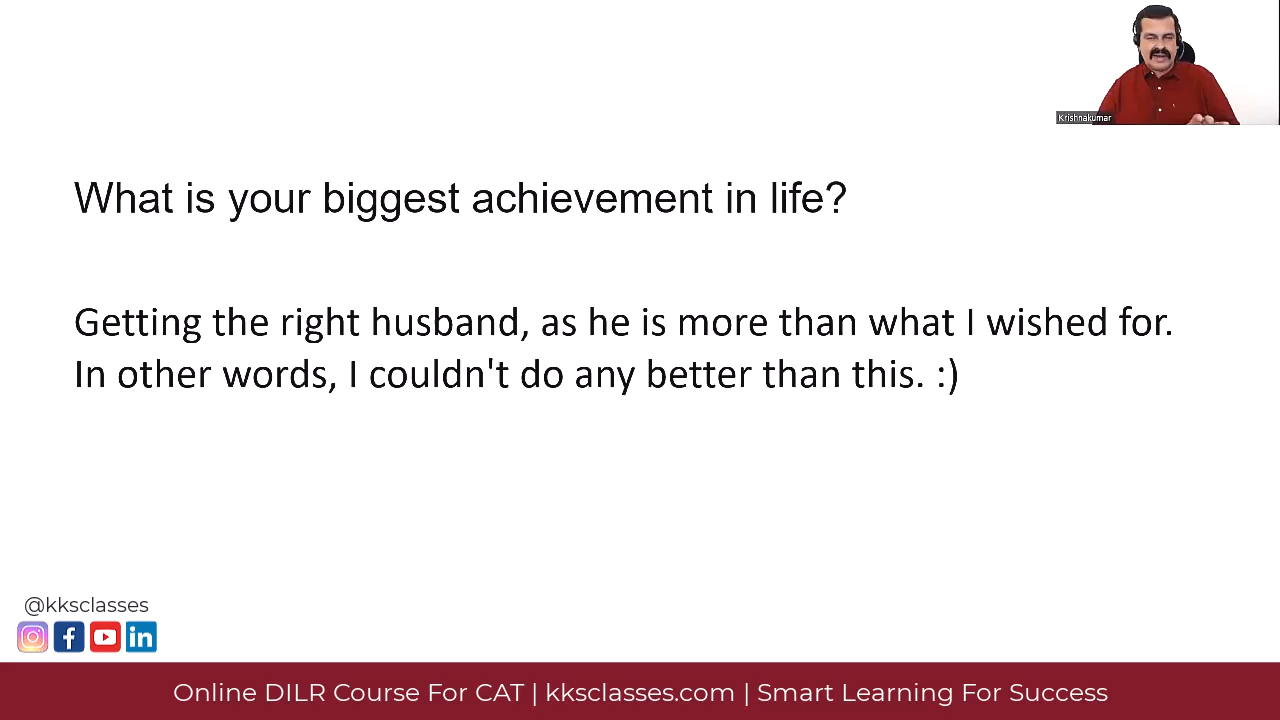 Krishnakumar
What is your biggest achievement in life?
Getting the right husband, as he is more than what I wished for.
In other words, I couldn't do any better than this. :)
@kksclasses
Online DILR Course For CAT | kksclasses.com | Smart Learning For Success